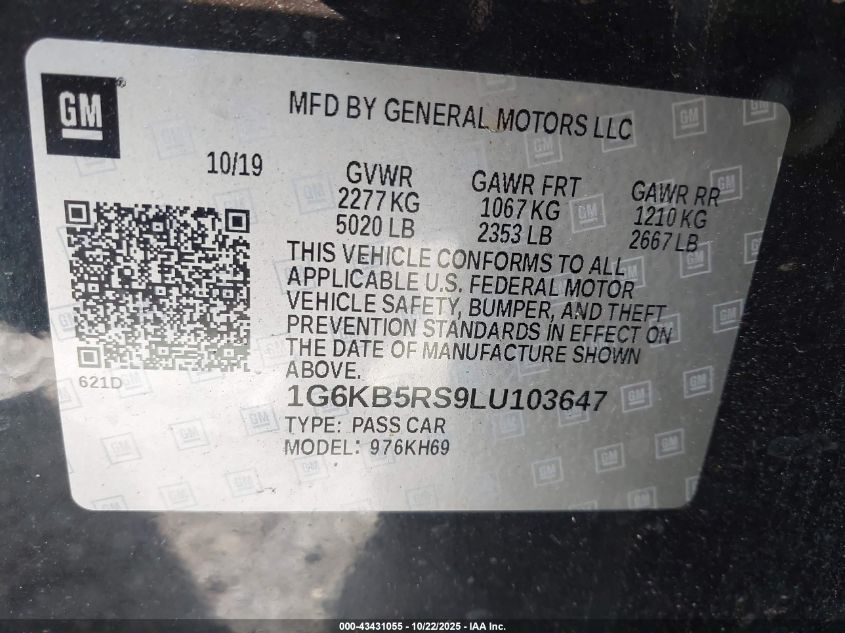 GM®
MFD BY GENERAL MOTORS LLC
10/19
GVWR
2277 KG
5020 LB
GAWR FRT
1067 KG
2353 LB
GAWR RR
1210 KG
2667 LB
THIS VEHICLE CONFORMS TO ALL
APPLICABLE U.S. FEDERAL MOTOR
VEHICLE SAFETY, BUMPER, AND THEFT
PREVENTION STANDARDS IN EFFECT ON
THE DATE OF MANUFACTURE SHOWN
ABOVE.
621D
1G6KB5RS9LU103647
TYPE: PASS CAR
MODEL: 976KH69
000-43431055 - 10/22/2025 - IAA Inc.